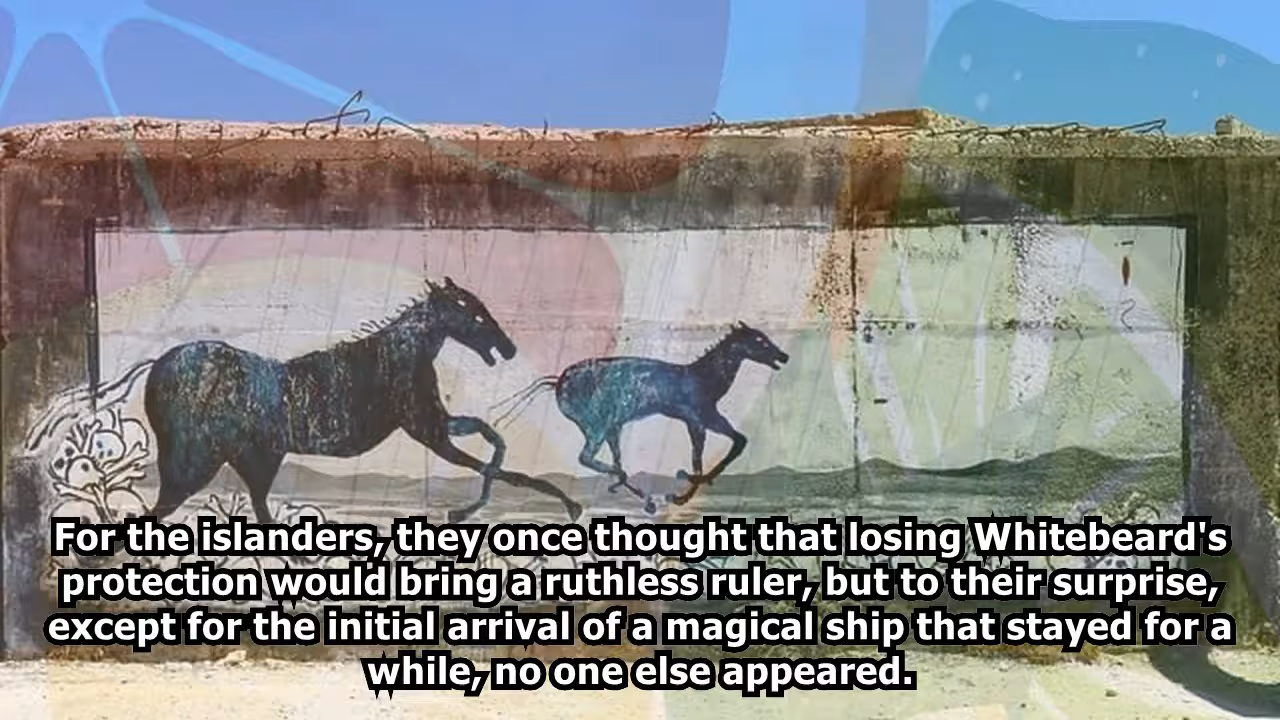 For the islanders, they once thought that losing Whitebeard's
protection would bring a ruthless ruler, but to their surprise,
except for the initial arrival of a magical ship that stayed for a
while, no one else appeared.